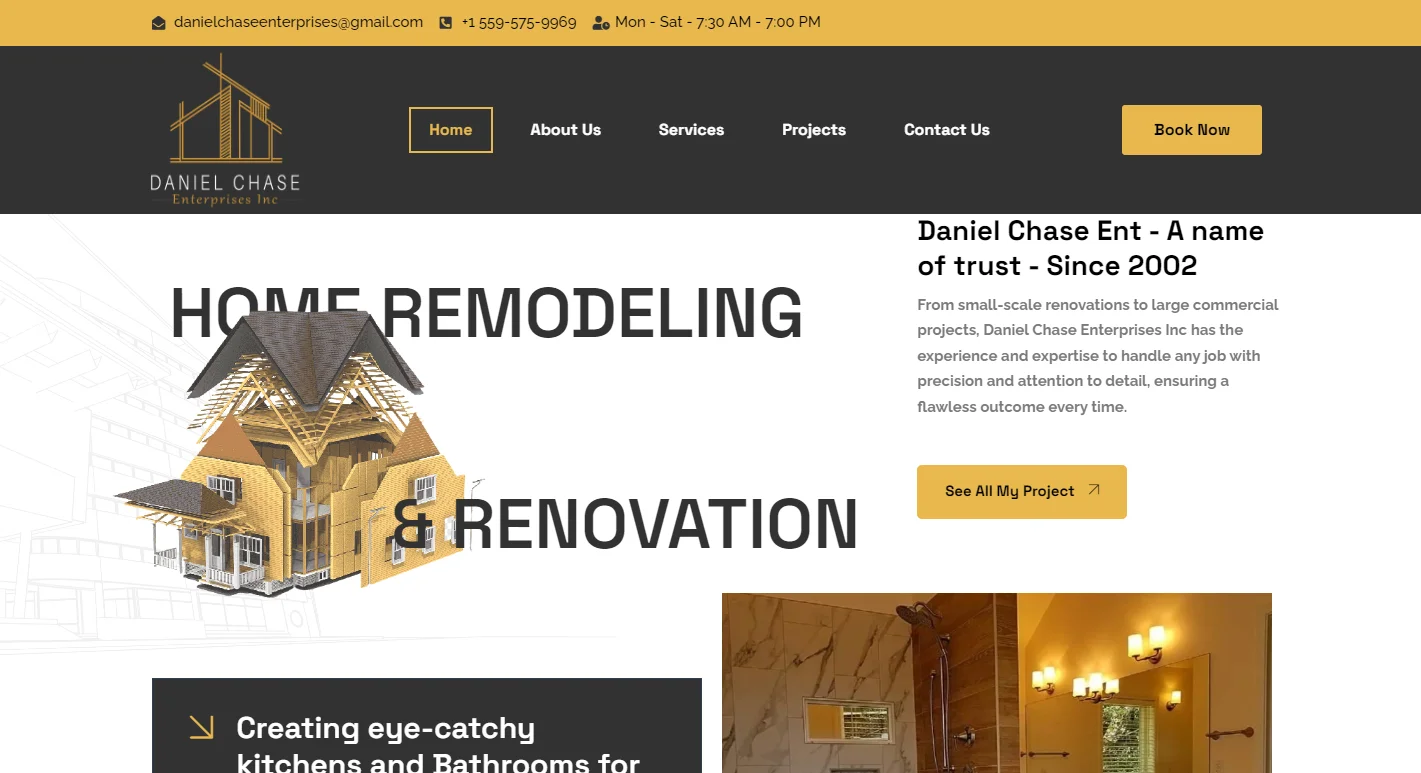 danielchaseenterprises@gmail.com +1 559-575-9969 Mon - Sat - 7:30 AM - 7:00 PM
DANIEL CHASE
Enterprises Inc
Home About Us Services Projects Contact Us Book Now
HOME REMODELING
& RENOVATION
Daniel Chase Ent - A name
of trust - Since 2002
From small-scale renovations to large commercial
projects, Daniel Chase Enterprises Inc has the
experience and expertise to handle any job with
precision and attention to detail, ensuring a
flawless outcome every time.
See All My Project
Creating eye-catchy
kitchens and Bathrooms for